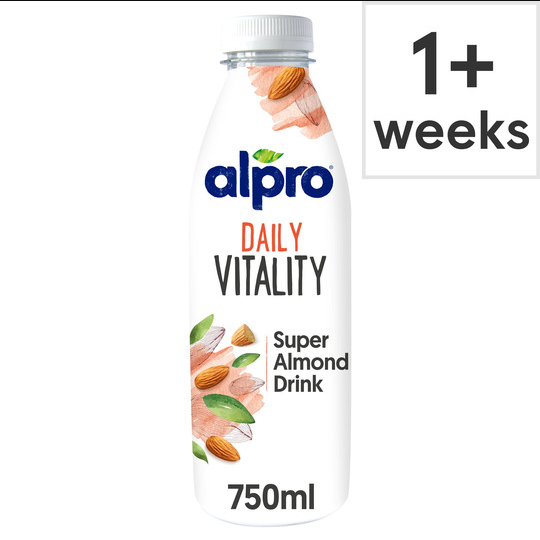 1+
weeks
alpro
DAILY
VITALITY
Super
Almond
Drink
750ml